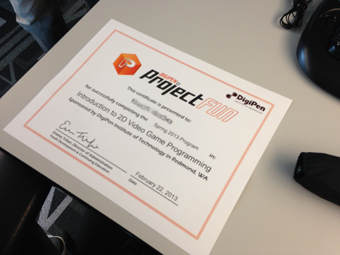 Project FUN
DigiPen
This certificate is presented to:
for successfully completing the Spring 2013 Program in:
Introduction to 2D Video Game Programming
Sponsored by DigiPen Institute of Technology in Redmond, WA
February 22, 2013
Date